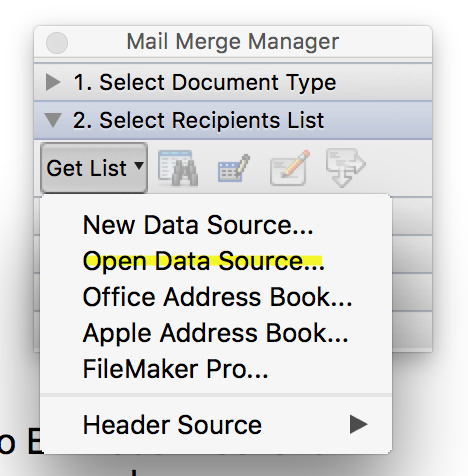 Mail Merge Manager
1. Select Document Type
2. Select Recipients List
Get List
New Data Source...
Open Data Source...
Office Address Book...
Apple Address Book...
FileMaker Pro...
Header Source